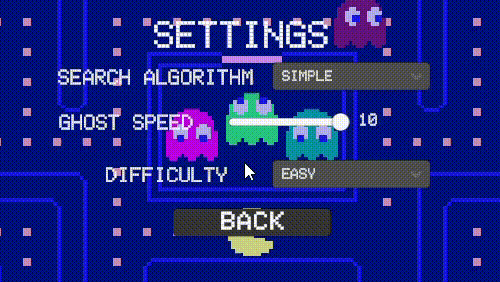 SETTINGS
SEARCH ALGORITHM SIMPLE
GHOST SPEED 10
DIFFICULTY EASY
BACK